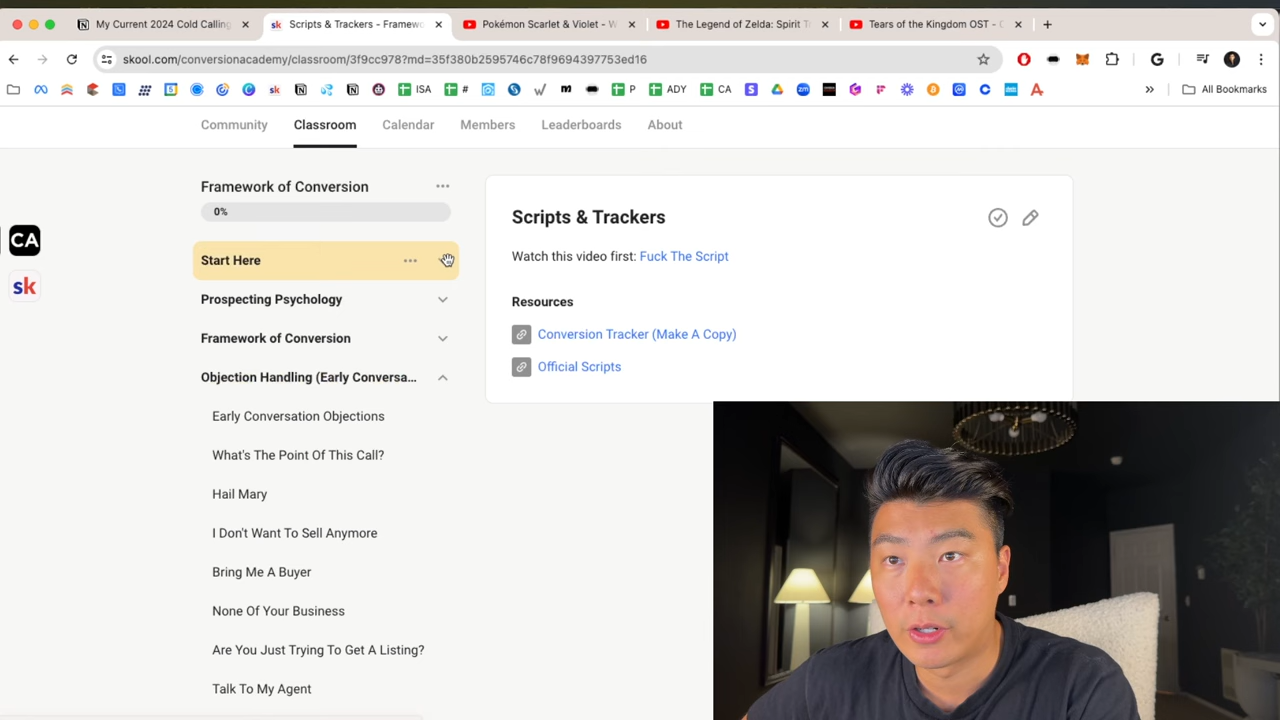 My Current 2024 Cold Calling
Scripts & Trackers - Framewo
Pokémon Scarlet & Violet - W
The Legend of Zelda: Spirit T
Tears of the Kingdom OST - C
skool.com/conversionacademy/classroom/3f9cc978?md=35f380b2595746c78f9694397753ed16
ISA
#
P
ADY
CA
All Bookmarks
Community
Classroom
Calendar
Members
Leaderboards
About
Framework of Conversion
0%
Start Here
Prospecting Psychology
Framework of Conversion
Objection Handling (Early Conversa...
Early Conversation Objections
What's The Point Of This Call?
Hail Mary
I Don't Want To Sell Anymore
Bring Me A Buyer
None Of Your Business
Are You Just Trying To Get A Listing?
Talk To My Agent
CA
sk
Scripts & Trackers
Watch this video first: Fuck The Script
Resources
Conversion Tracker (Make A Copy)
Official Scripts